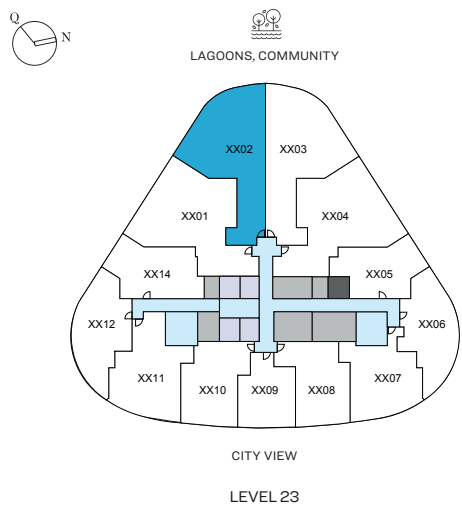 Q
N
LAGOONS, COMMUNITY
XX02
XX03
XX01
XX04
XX14
XX05
XX12
XX06
XX11
XX07
XX10
XX09
XX08
CITY VIEW
LEVEL 23